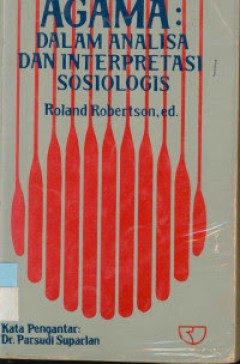 AGAMA:
DALAM ANALISA
DAN INTERPRETASI
SOSIOLOGIS
Roland Robertson, ed.
Kata Pengantar:
Dr. Parsudi Suparlan